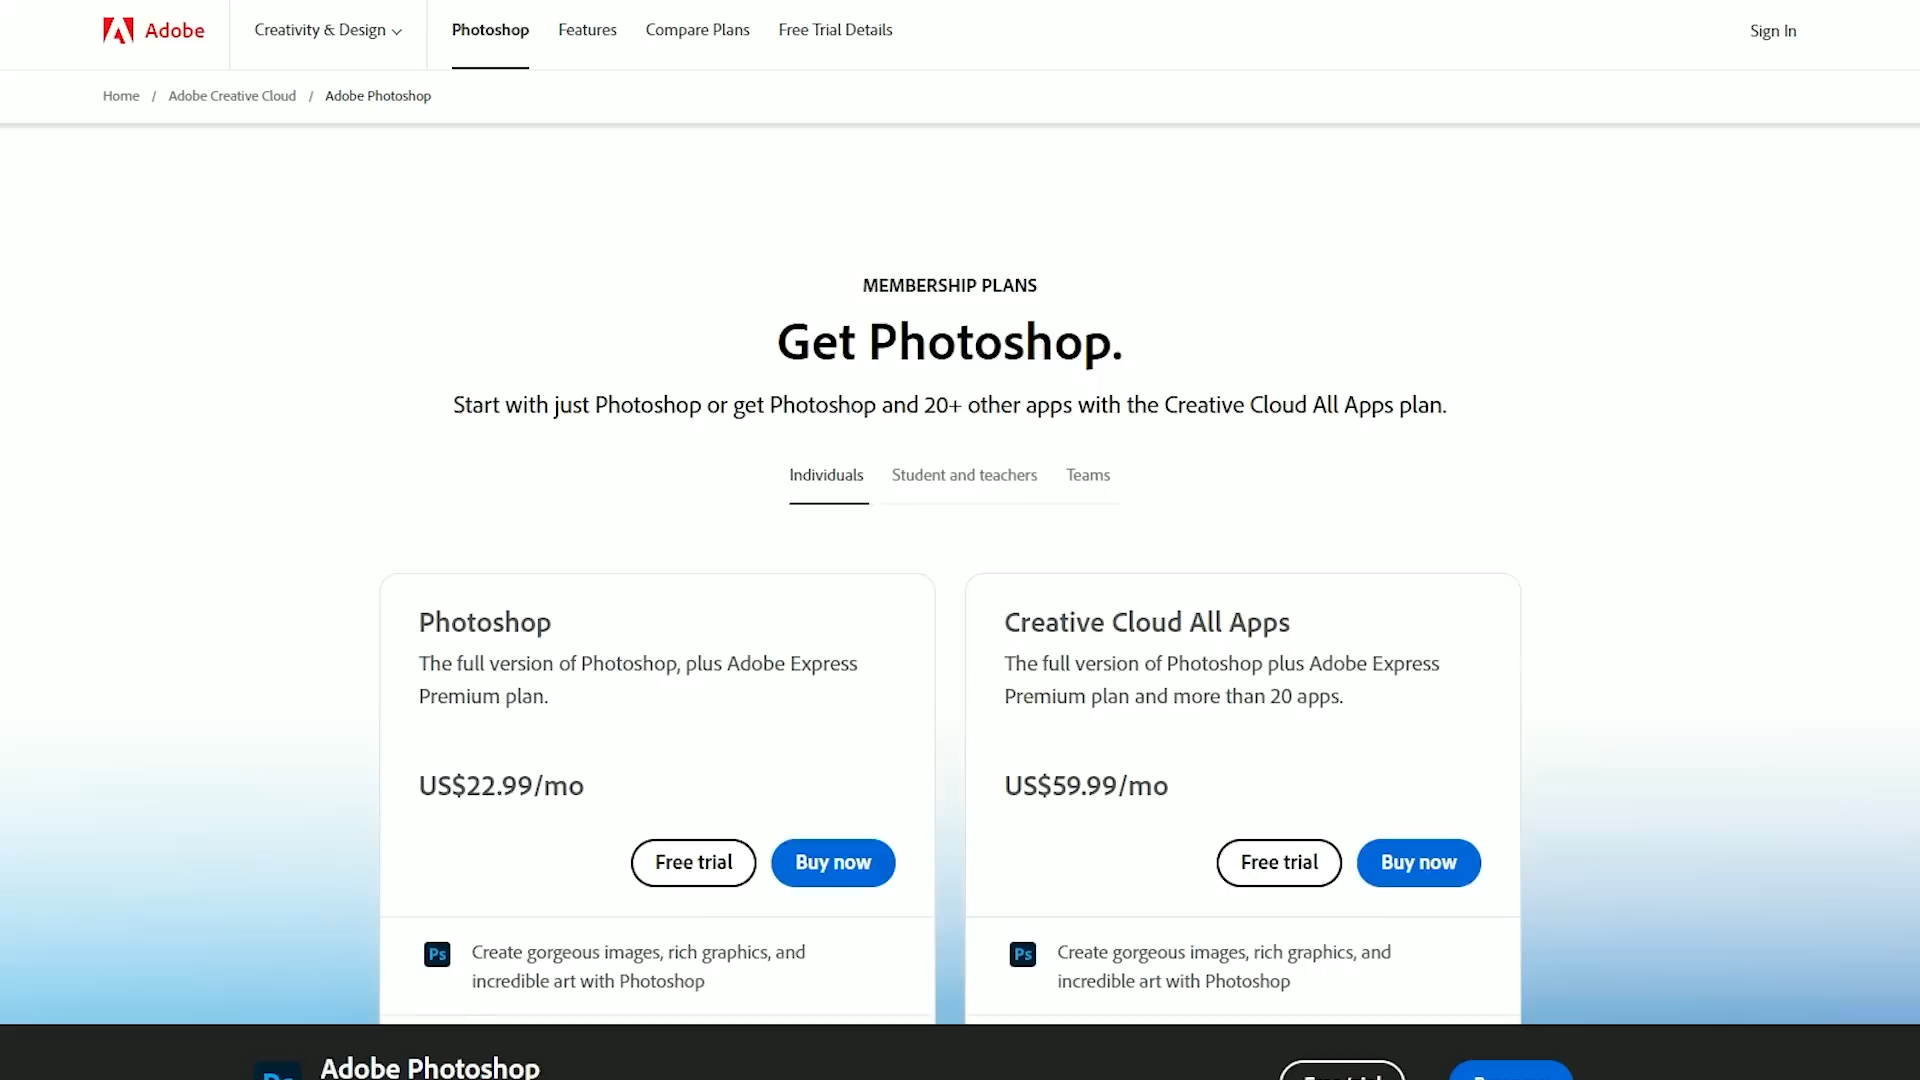 Adobe
Creativity & Design
Photoshop
Features
Compare Plans
Free Trial Details
Sign In
Home / Adobe Creative Cloud / Adobe Photoshop
MEMBERSHIP PLANS
Get Photoshop.
Start with just Photoshop or get Photoshop and 20+ other apps with the Creative Cloud All Apps plan.
Individuals
Student and teachers
Teams
Photoshop
The full version of Photoshop, plus Adobe Express
Premium plan.
US$22.99/mo
Free trial
Buy now
Ps
Create gorgeous images, rich graphics, and
incredible art with Photoshop
Creative Cloud All Apps
The full version of Photoshop plus Adobe Express
Premium plan and more than 20 apps.
US$59.99/mo
Free trial
Buy now
Ps
Create gorgeous images, rich graphics, and
incredible art with Photoshop
Ps
Adobe Photoshop
Free trial